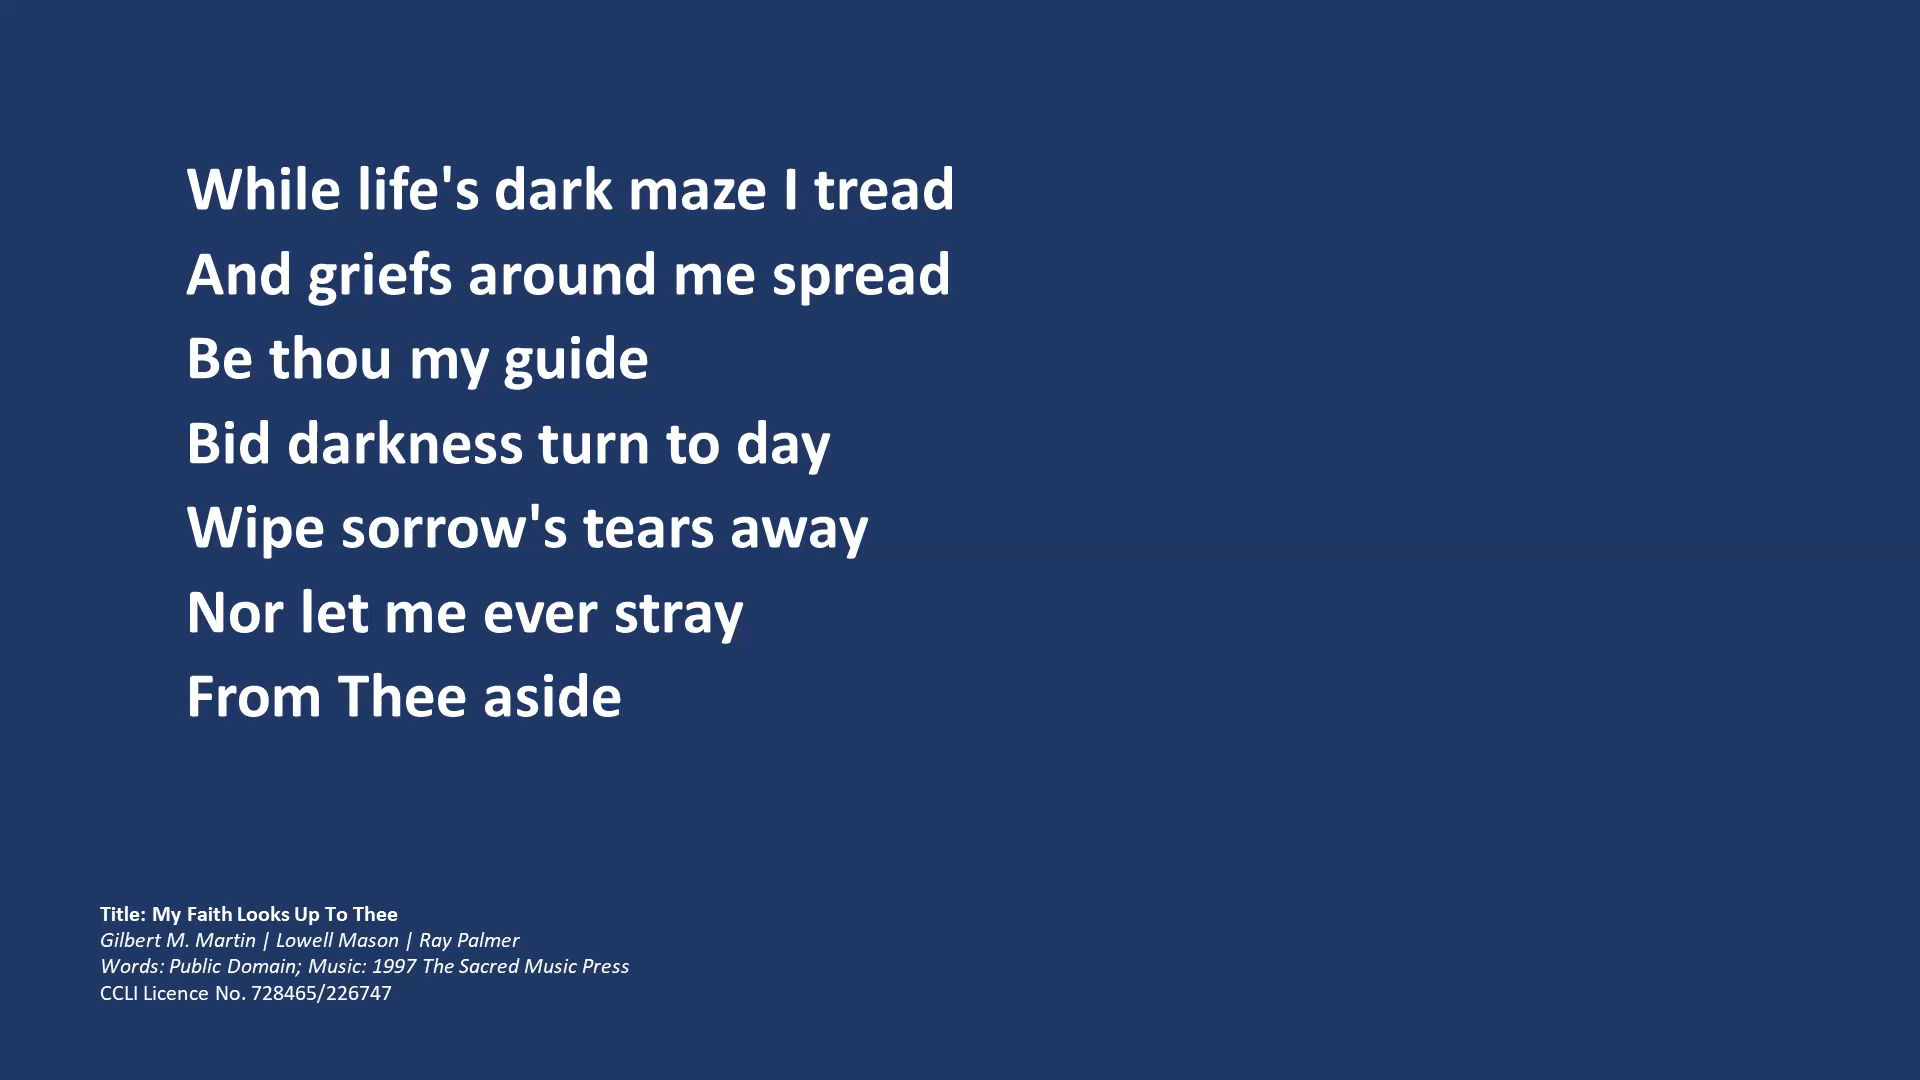 While life's dark maze I tread
And griefs around me spread
Be thou my guide
Bid darkness turn to day
Wipe sorrow's tears away
Nor let me ever stray
From Thee aside
Title: My Faith Looks Up To Thee
Gilbert M. Martin | Lowell Mason | Ray Palmer
Words: Public Domain; Music: 1997 The Sacred Music Press
CCLI Licence No. 728465/226747